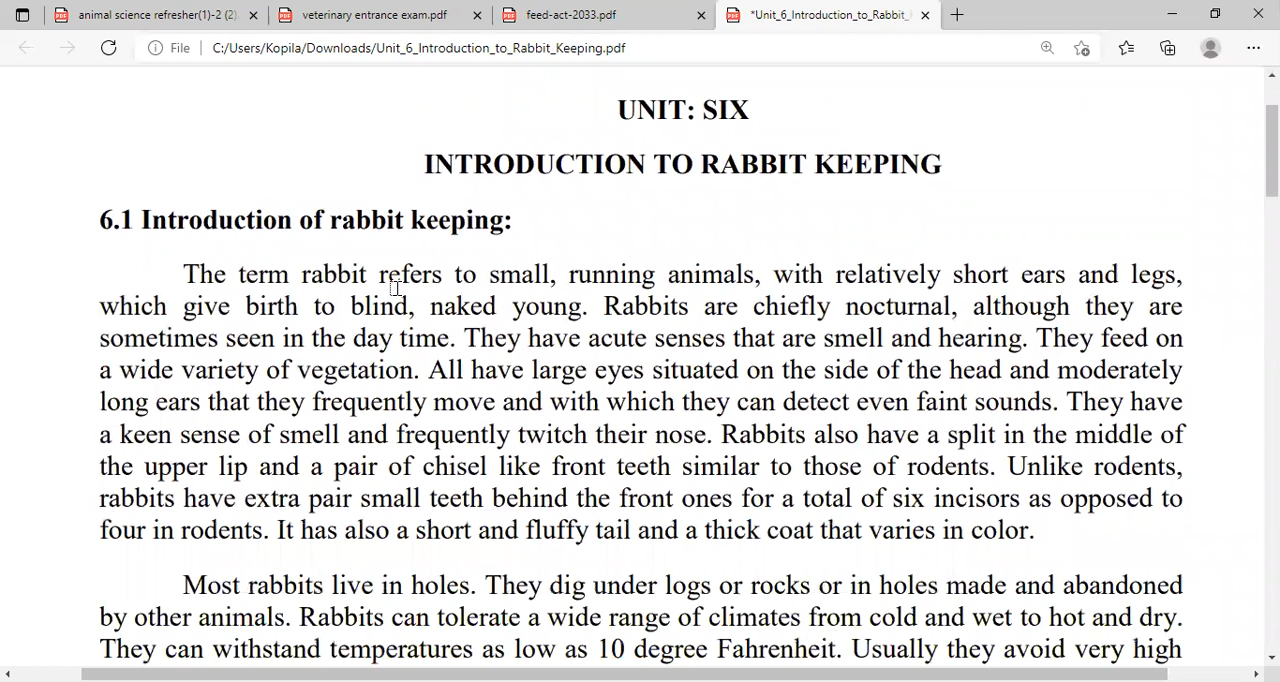 animal science refresher(1)-2 (2)
veterinary entrance exam.pdf
feed-act-2033.pdf
*Unit_6_Introduction_to_Rabbit_
File
C:/Users/Kopila/Downloads/Unit_6_Introduction_to_Rabbit_Keeping.pdf
UNIT: SIX
INTRODUCTION TO RABBIT KEEPING
6.1 Introduction of rabbit keeping:
The term rabbit refers to small, running animals, with relatively short ears and legs,
which give birth to blind, naked young. Rabbits are chiefly nocturnal, although they are
sometimes seen in the day time. They have acute senses that are smell and hearing. They feed on
a wide variety of vegetation. All have large eyes situated on the side of the head and moderately
long ears that they frequently move and with which they can detect even faint sounds. They have
a keen sense of smell and frequently twitch their nose. Rabbits also have a split in the middle of
the upper lip and a pair of chisel like front teeth similar to those of rodents. Unlike rodents,
rabbits have extra pair small teeth behind the front ones for a total of six incisors as opposed to
four in rodents. It has also a short and fluffy tail and a thick coat that varies in color.
Most rabbits live in holes. They dig under logs or rocks or in holes made and abandoned
by other animals. Rabbits can tolerate a wide range of climates from cold and wet to hot and dry.
They can withstand temperatures as low as 10 degree Fahrenheit. Usually they avoid very high